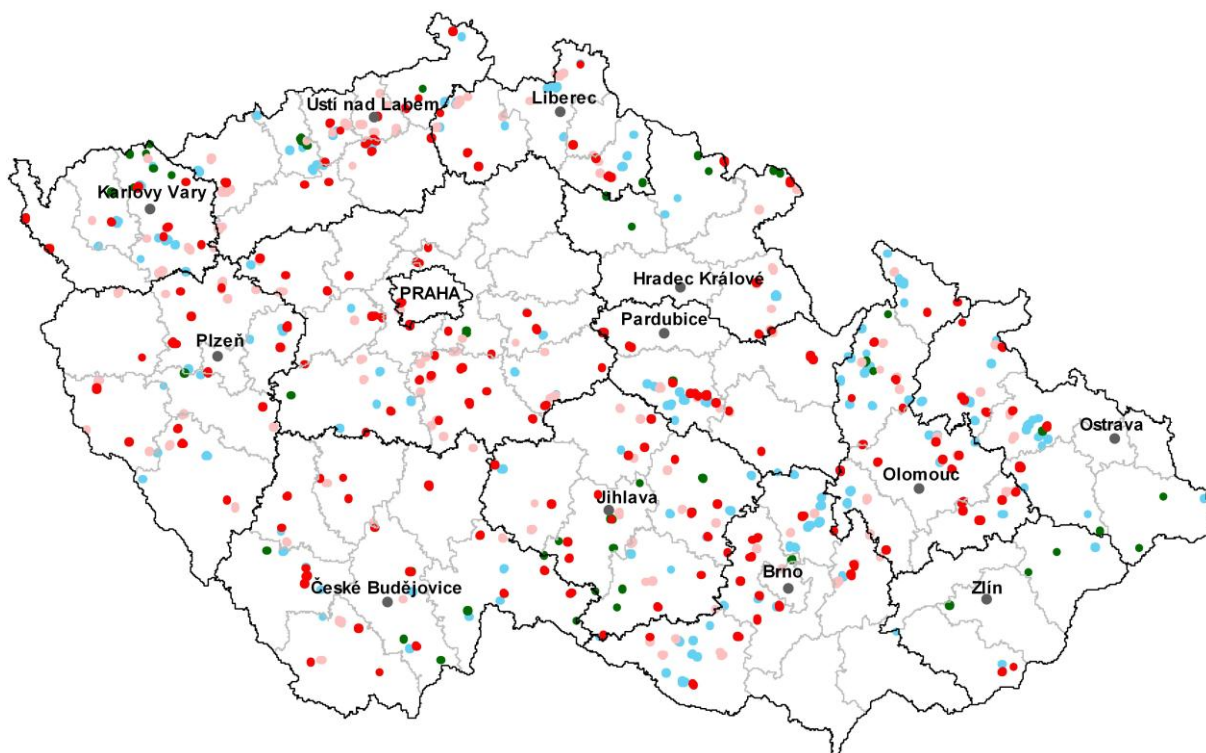 Ústí nad Labem
Liberec
Karlovy Vary
Hradec Králové
PRAHA
Pardubice
Plzeň
Ostrava
Olomouc
Jihlava
Brno
České Budějovice
Zlín